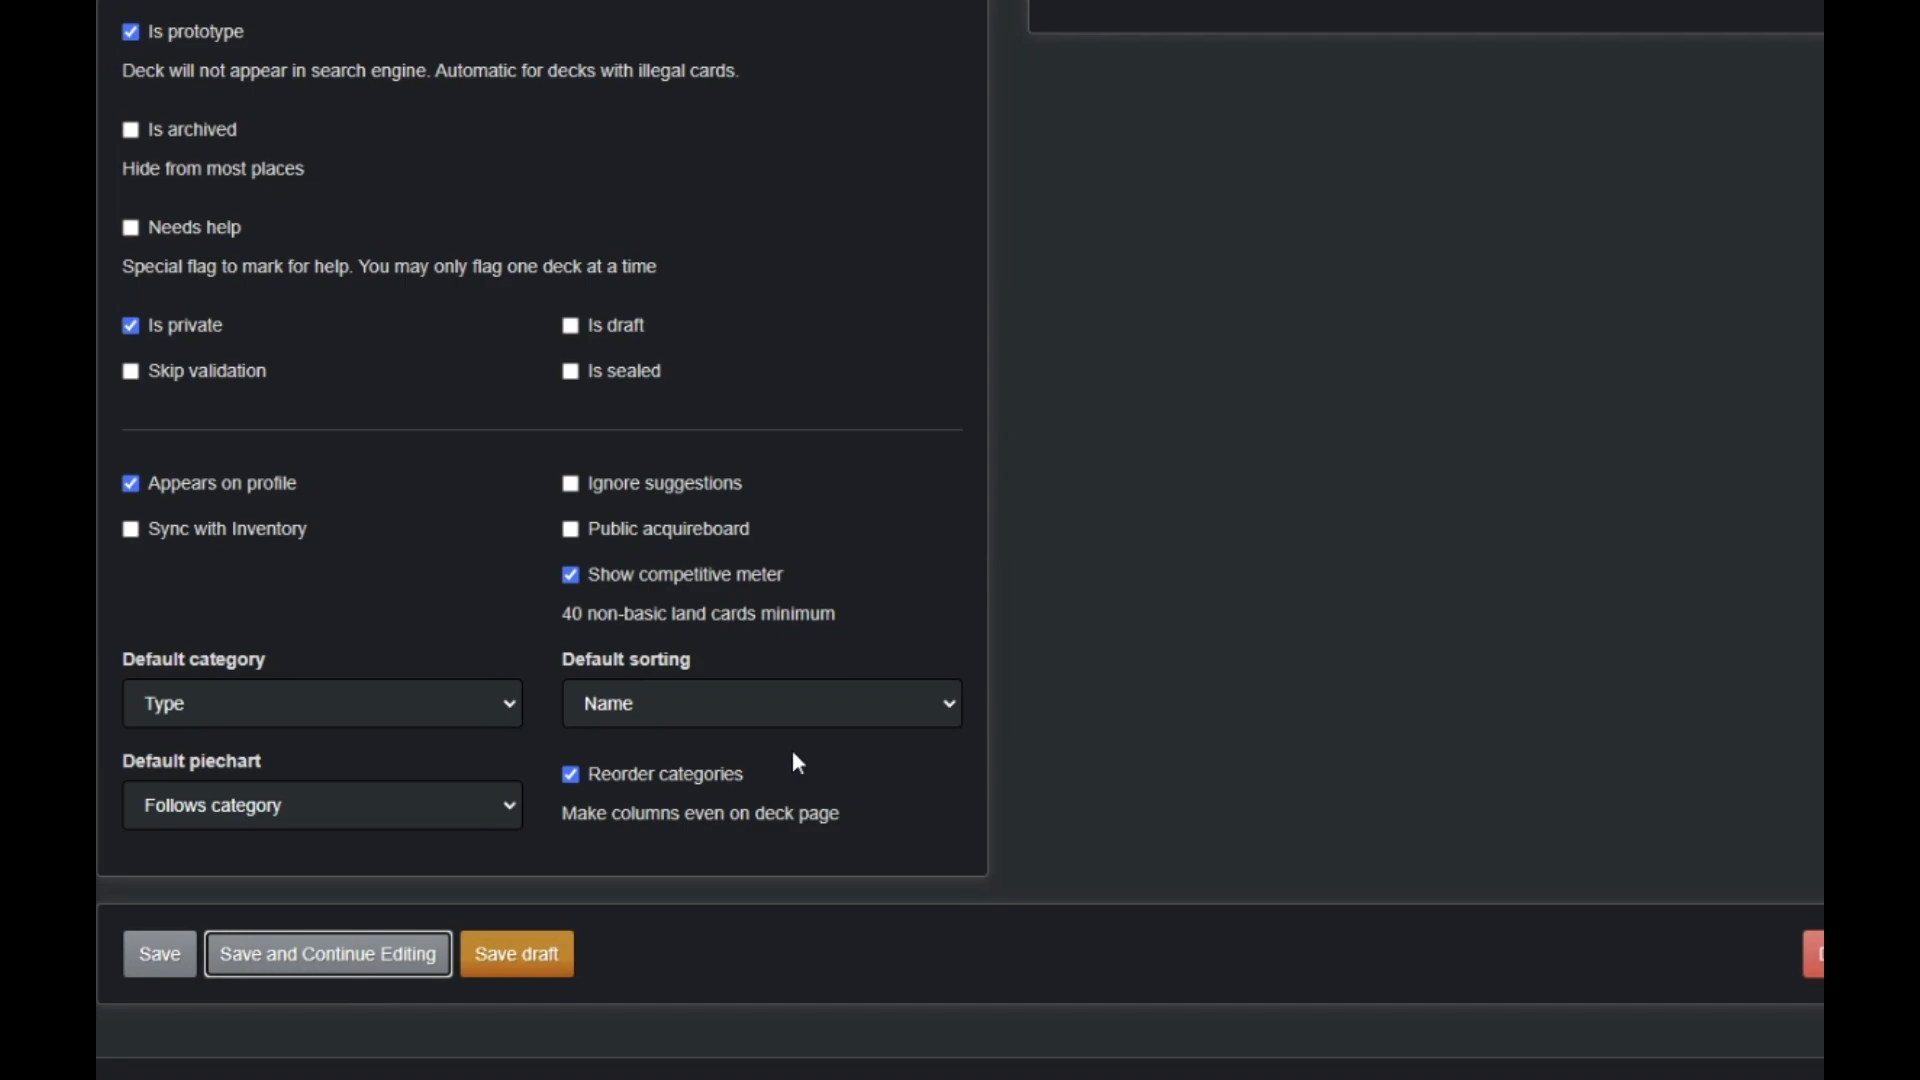 Is prototype
Deck will not appear in search engine. Automatic for decks with illegal cards.
Is archived
Hide from most places
Needs help
Special flag to mark for help. You may only flag one deck at a time
Is private
Is draft
Skip validation
Is sealed
Appears on profile
Ignore suggestions
Sync with Inventory
Public acquireboard
Show competitive meter
40 non-basic land cards minimum
Default category
Default sorting
Type
Name
Default piechart
Reorder categories
Follows category
Make columns even on deck page
Save
Save and Continue Editing
Save draft